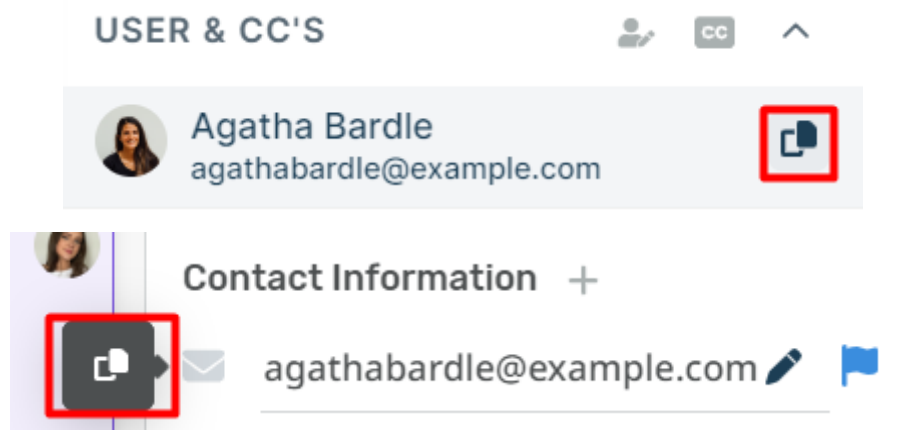 USER & CC'S CC
Agatha Bardle
agathabardle@example.com
Contact Information +
agathabardle@example.com